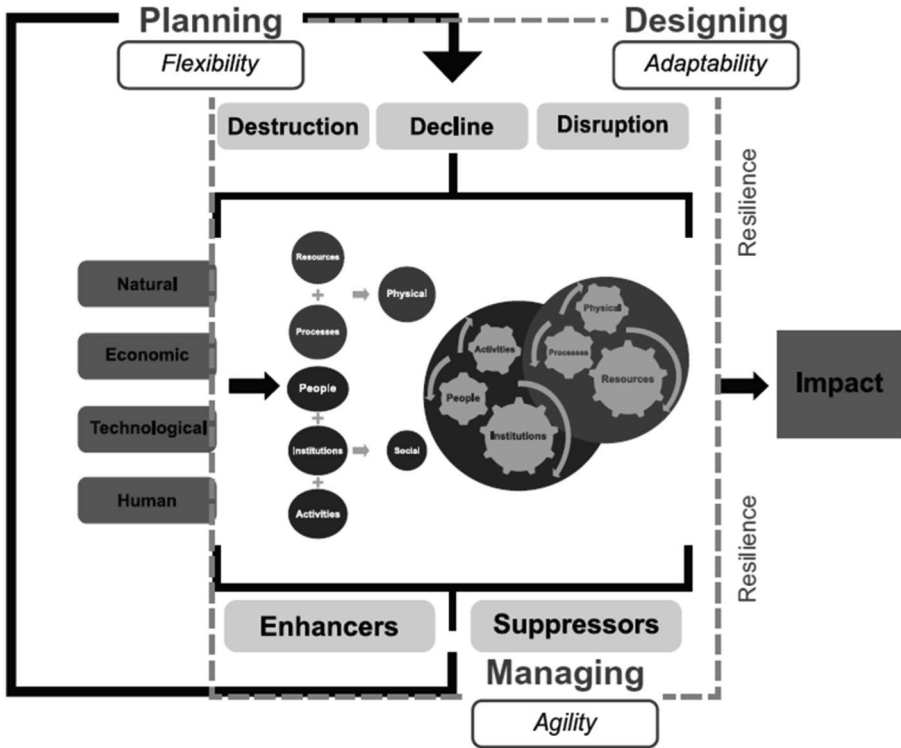 Planning
Designing
Flexibility
Adaptability
Destruction
Decline
Disruption
Resilience
Natural
Economic
Technological
Human
Resources
+
Processes
Physical
People
+
Institutions
Social
+
Activities
Activities
People
Institutions
Physical
Processes
Resources
Impact
Resilience
Enhancers
Suppressors
Managing
Agility